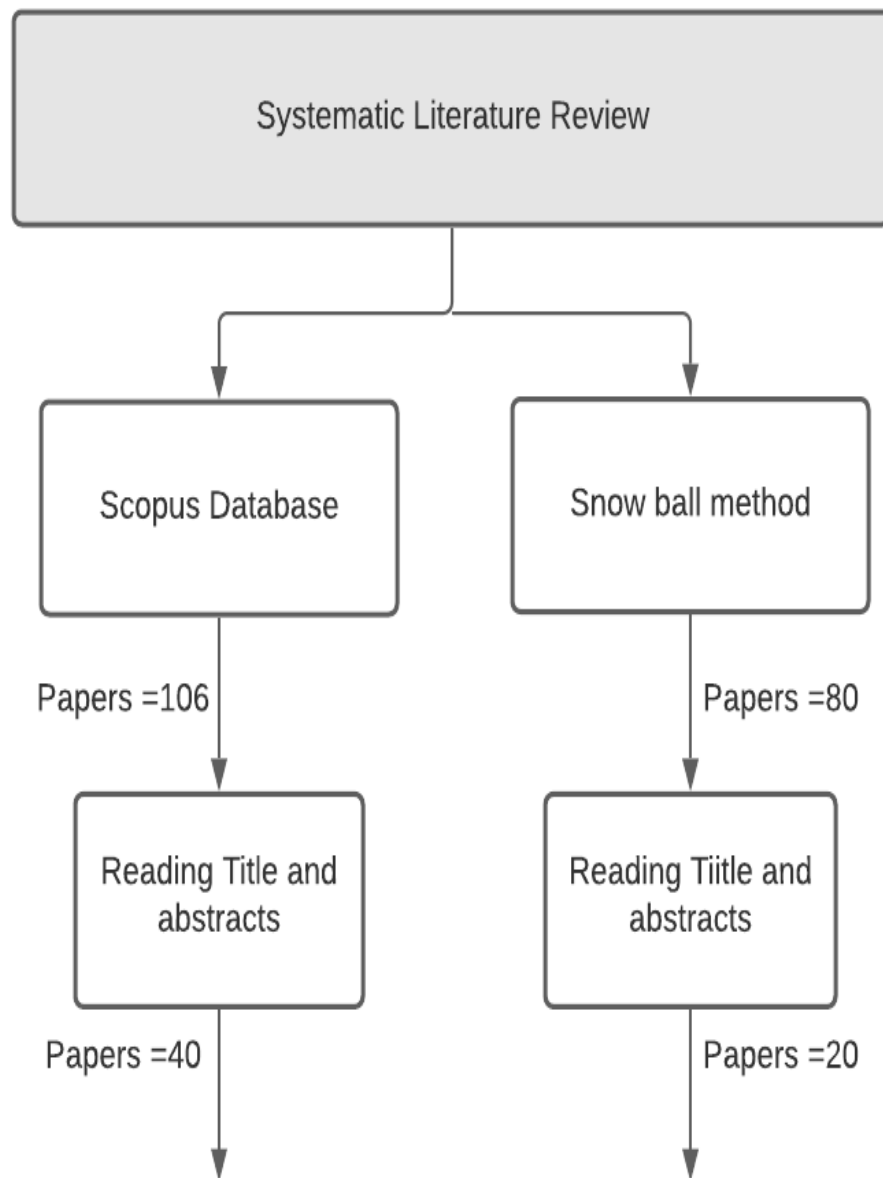 Systematic Literature Review
Scopus Database
Snow ball method
Papers =106
Papers =80
Reading Title and
abstracts
Reading Tiitle and
abstracts
Papers =40
Papers =20